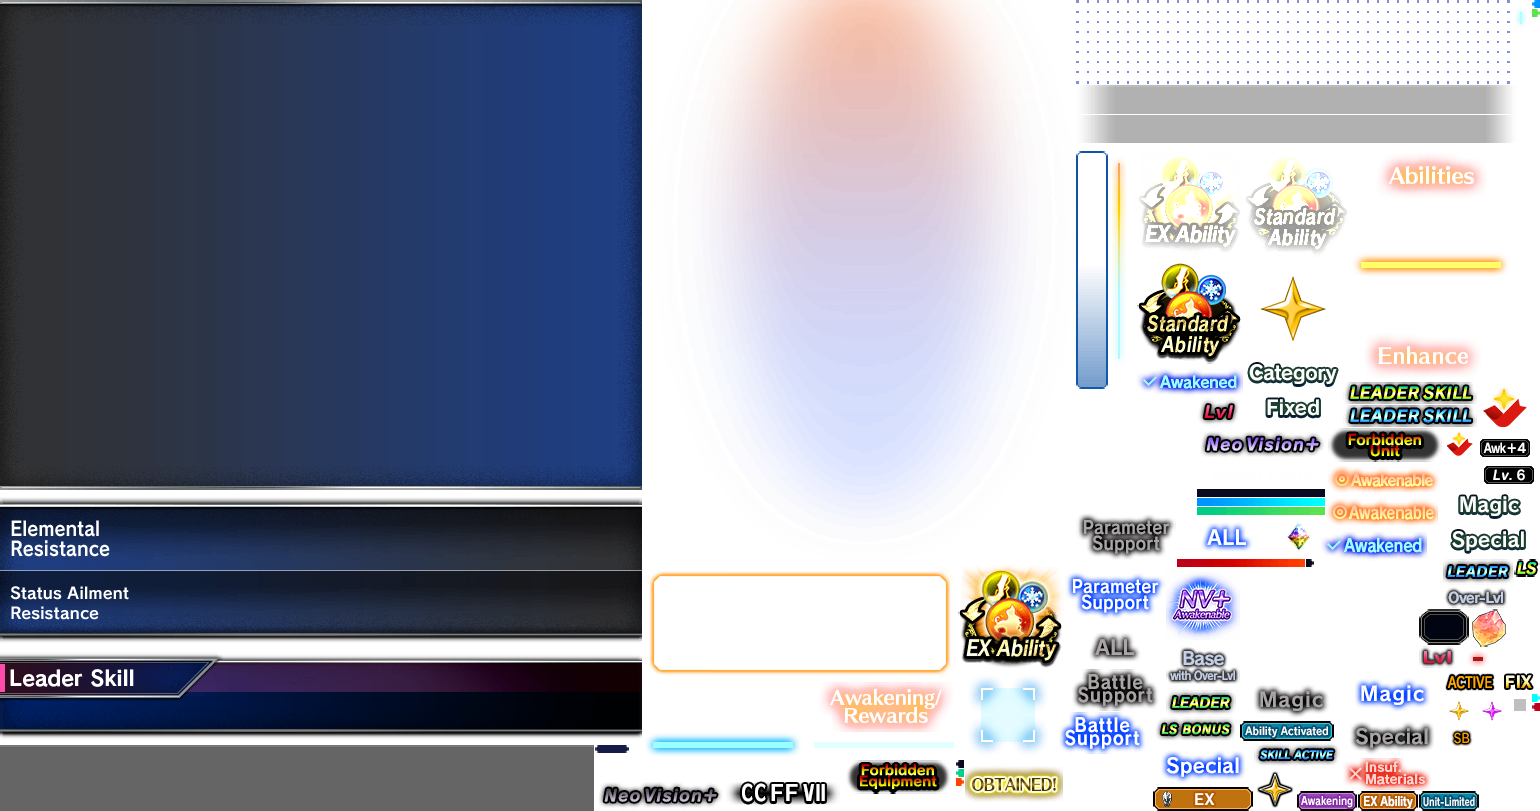 Elemental
Resistance
Status Ailment
Resistance
Leader Skill
EX Ability
Standard
Ability
Abilities
Standard
Ability
Awakened
Category
Fixed
Lvl
Neo Vision+
Enhance
LEADER SKILL
LEADER SKILL
Forbidden
Unit
Awk+4
Lv. 6
Awakenable
Awakenable
Awakened
Magic
Special
LEADER
LS
Over-Lvl
Lvl
Parameter
Support
ALL
Parameter
Support
NV+
Awakenable
EX Ability
ALL
Base
with Over-Lvl
Battle
Support
LEADER
Magic
Magic
ACTIVE
FIX
Awakening/
Rewards
Battle
Support
LS BONUS
Ability Activated
Special
SB
SKILL ACTIVE
Special
Insuf.
Materials
Forbidden
Equipment
OBTAINED!
Neo Vision+
CC FF VII
EX
Awakening
EX Ability
Unit-Limited